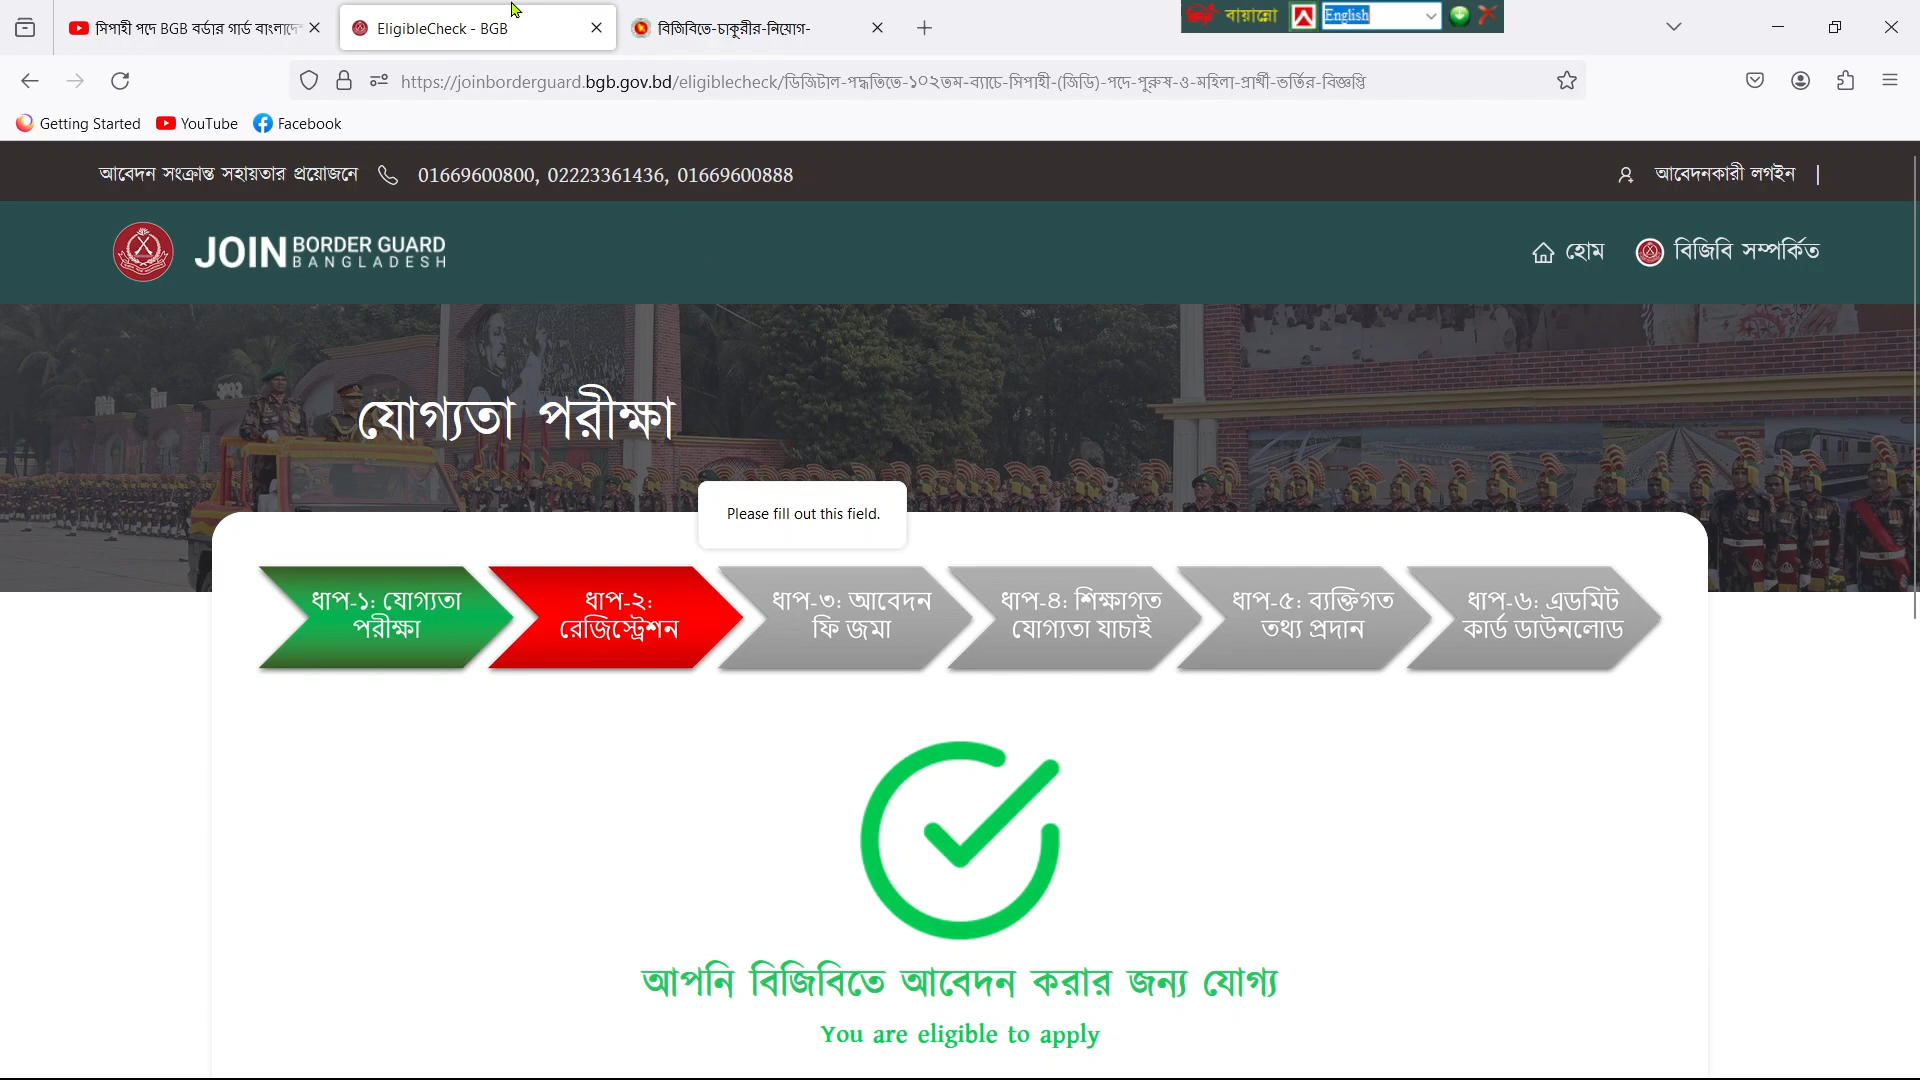 সিপাহী পদে BGB বর্ডার গার্ড বাংলাদে
EligibleCheck - BGB
বিজিবিতে-চাকুরীর-নিয়োগ-
বায়ান্নো
English
https://joinborderguard.bgb.gov.bd/eligiblecheck/ডিজিটাল-পদ্ধতিতে-১০২তম-ব্যাচে-সিপাহী-(জিডি)-পদে-পুরুষ-ও-মহিলা-প্রার্থী-ভর্তির-বিজ্ঞপ্তি
Getting Started
YouTube
Facebook
আবেদন সংক্রান্ত সহায়তার প্রয়োজনে
01669600800, 02223361436, 01669600888
আবেদনকারী লগইন |
JOIN BORDER GUARD
BANGLADESH
হোম
বিজিবি সম্পর্কিত
যোগ্যতা পরীক্ষা
Please fill out this field.
ধাপ-১: যোগ্যতা
পরীক্ষা
ধাপ-২:
রেজিস্ট্রেশন
ধাপ-৩: আবেদন
ফি জমা
ধাপ-৪: শিক্ষাগত
যোগ্যতা যাচাই
ধাপ-৫: ব্যক্তিগত
তথ্য প্রদান
ধাপ-৬: এডমিট
কার্ড ডাউনলোড
আপনি বিজিবিতে আবেদন করার জন্য যোগ্য
You are eligible to apply